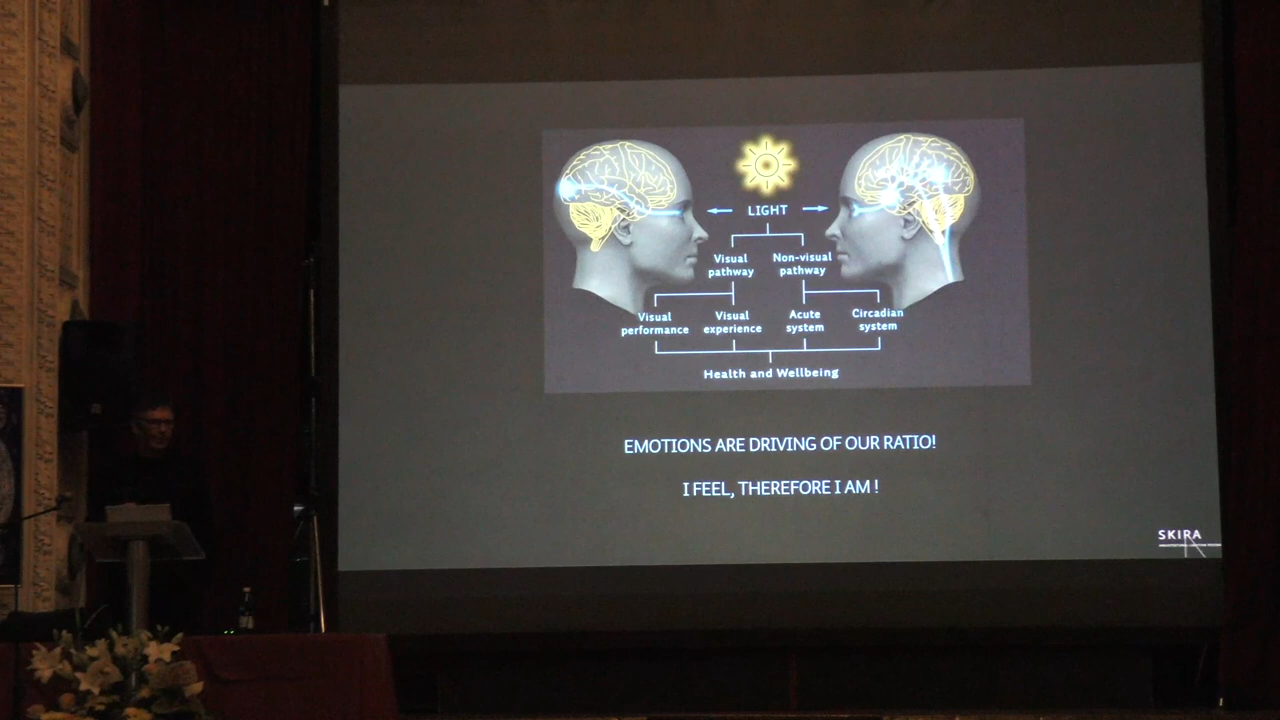 LIGHT
Visual
pathway
Non-visual
pathway
Visual
performance
Visual
experience
Acute
system
Circadian
system
Health and Wellbeing
EMOTIONS ARE DRIVING OF OUR RATIO!
I FEEL, THEREFORE I AM !
SKIRA